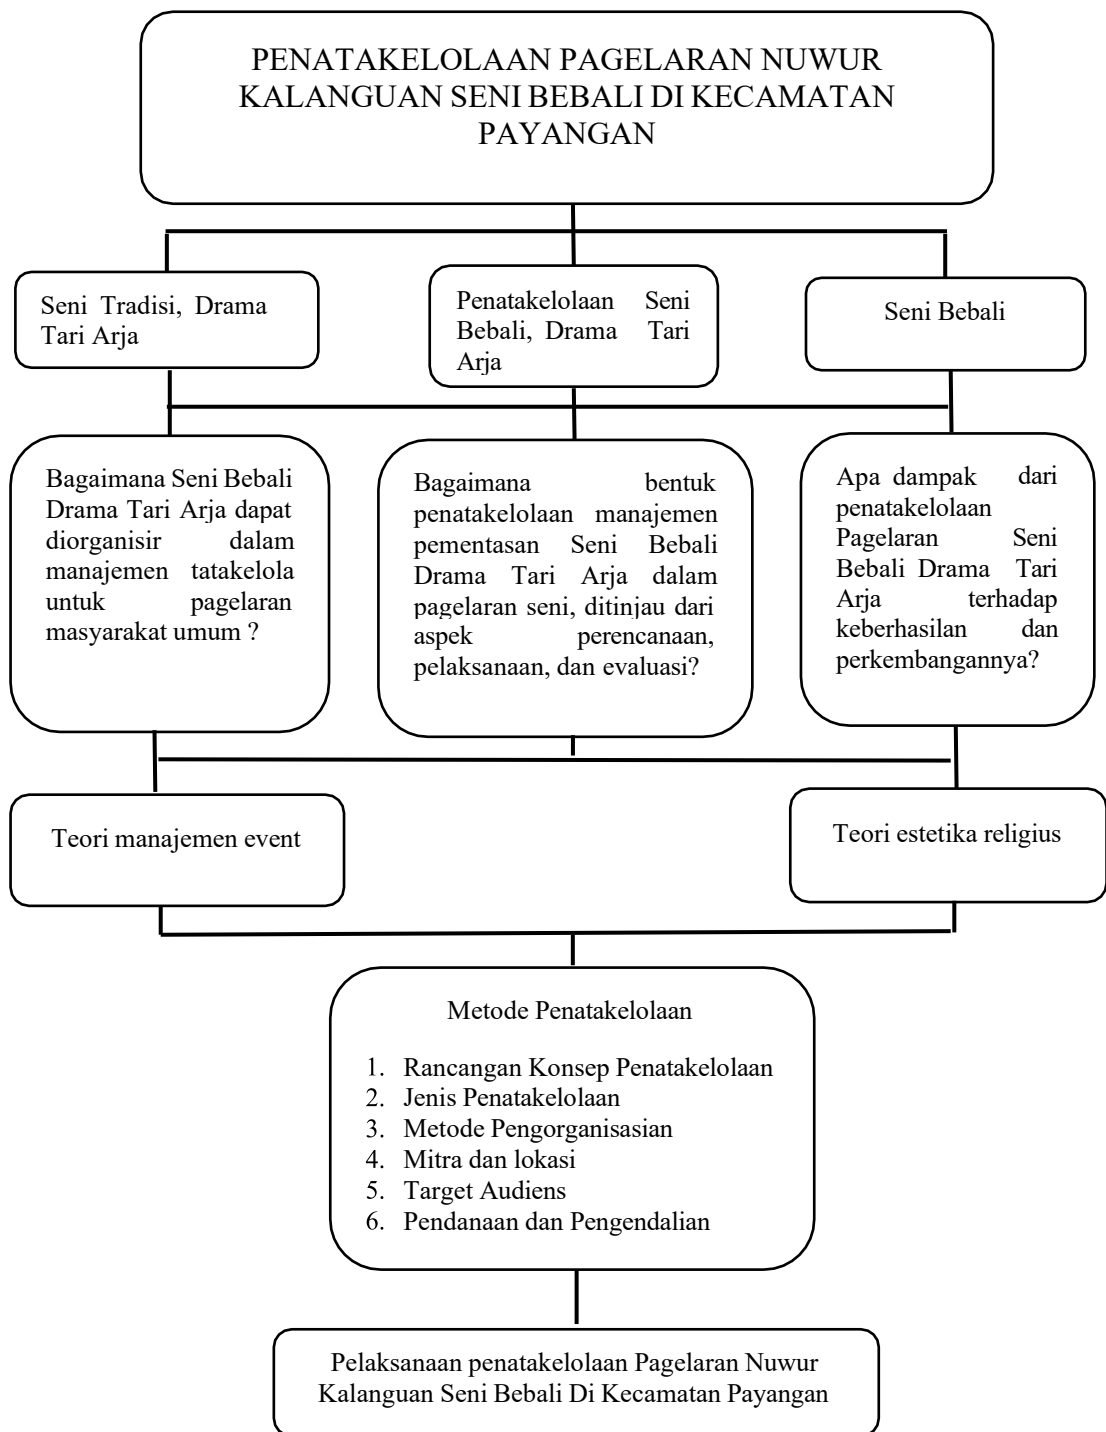 PENATAKELOLAAN PAGELARAN NUWUR
KALANGUAN SENI BEBALI DI KECAMATAN
PAYANGAN
Seni Tradisi, Drama
Tari Arja
Penatakelolaan Seni
Bebali, Drama Tari
Arja
Seni Bebali
Bagaimana Seni Bebali
Drama Tari Arja dapat
diorganisir dalam
manajemen tatakelola
untuk pagelaran
masyarakat umum ?
Bagaimana bentuk
penatakelolaan manajemen
pementasan Seni Bebali
Drama Tari Arja dalam
pagelaran seni, ditinjau dari
aspek perencanaan,
pelaksanaan, dan evaluasi?
Apa dampak dari
penatakelolaan
Pagelaran Seni
Bebali Drama Tari
Arja terhadap
keberhasilan dan
perkembangannya?
Teori manajemen event
Teori estetika religius
Metode Penatakelolaan
1. Rancangan Konsep Penatakelolaan
2. Jenis Penatakelolaan
3. Metode Pengorganisasian
4. Mitra dan lokasi
5. Target Audiens
6. Pendanaan dan Pengendalian
Pelaksanaan penatakelolaan Pagelaran Nuwur
Kalanguan Seni Bebali Di Kecamatan Payangan